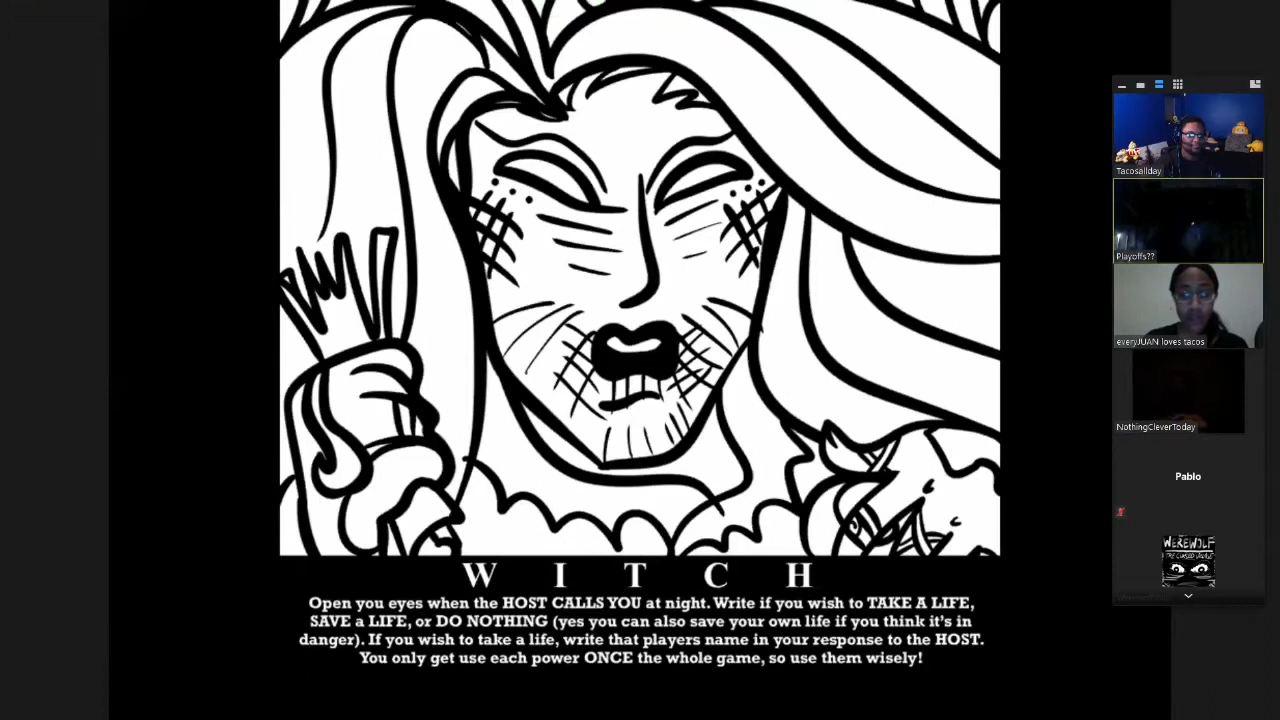 Tacosallday
Playoffs??
everyJUAN loves tacos
NothingCleverToday
Pablo
WEREWOLF
THE CURSED JUNGLE
W I T C H
Open you eyes when the HOST CALLS YOU at night. Write if you wish to TAKE A LIFE,
SAVE a LIFE, or DO NOTHING (yes you can also save your own life if you think it's in
danger). If you wish to take a life, write that players name in your response to the HOST.
You only get use each power ONCE the whole game, so use them wisely!